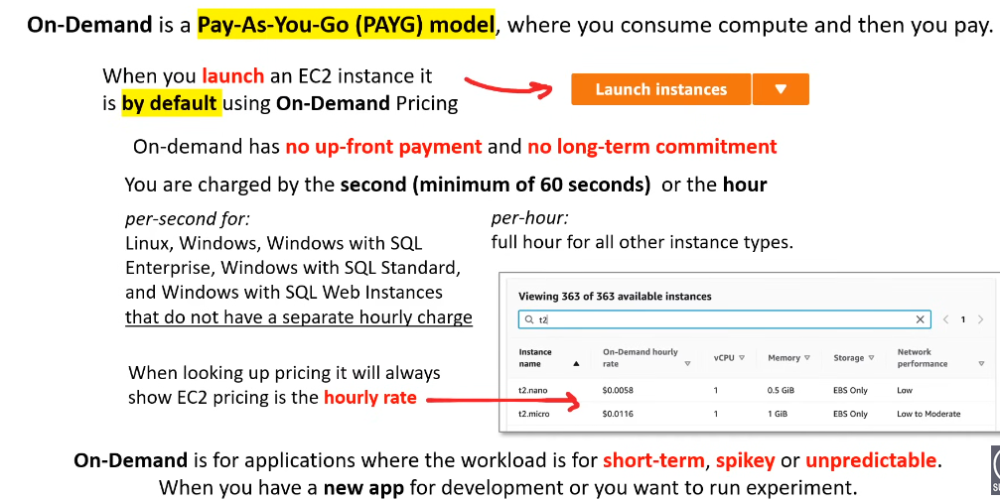 On-Demand is a Pay-As-You-Go (PAYG) model, where you consume compute and then you pay.
When you launch an EC2 instance it
is by default using On-Demand Pricing
Launch instances
On-demand has no up-front payment and no long-term commitment
You are charged by the second (minimum of 60 seconds) or the hour
per-second for:
Linux, Windows, Windows with SQL
Enterprise, Windows with SQL Standard,
and Windows with SQL Web Instances
that do not have a separate hourly charge
per-hour:
full hour for all other instance types.
When looking up pricing it will always
show EC2 pricing is the hourly rate
Viewing 363 of 363 available instances
t2
1
Instance name On-Demand hourly rate vCPU Memory Storage Network performance
t2.nano $0.0058 1 0.5 GiB EBS Only Low
t2.micro $0.0116 1 1 GiB EBS Only Low to Moderate
On-Demand is for applications where the workload is for short-term, spikey or unpredictable.
When you have a new app for development or you want to run experiment.